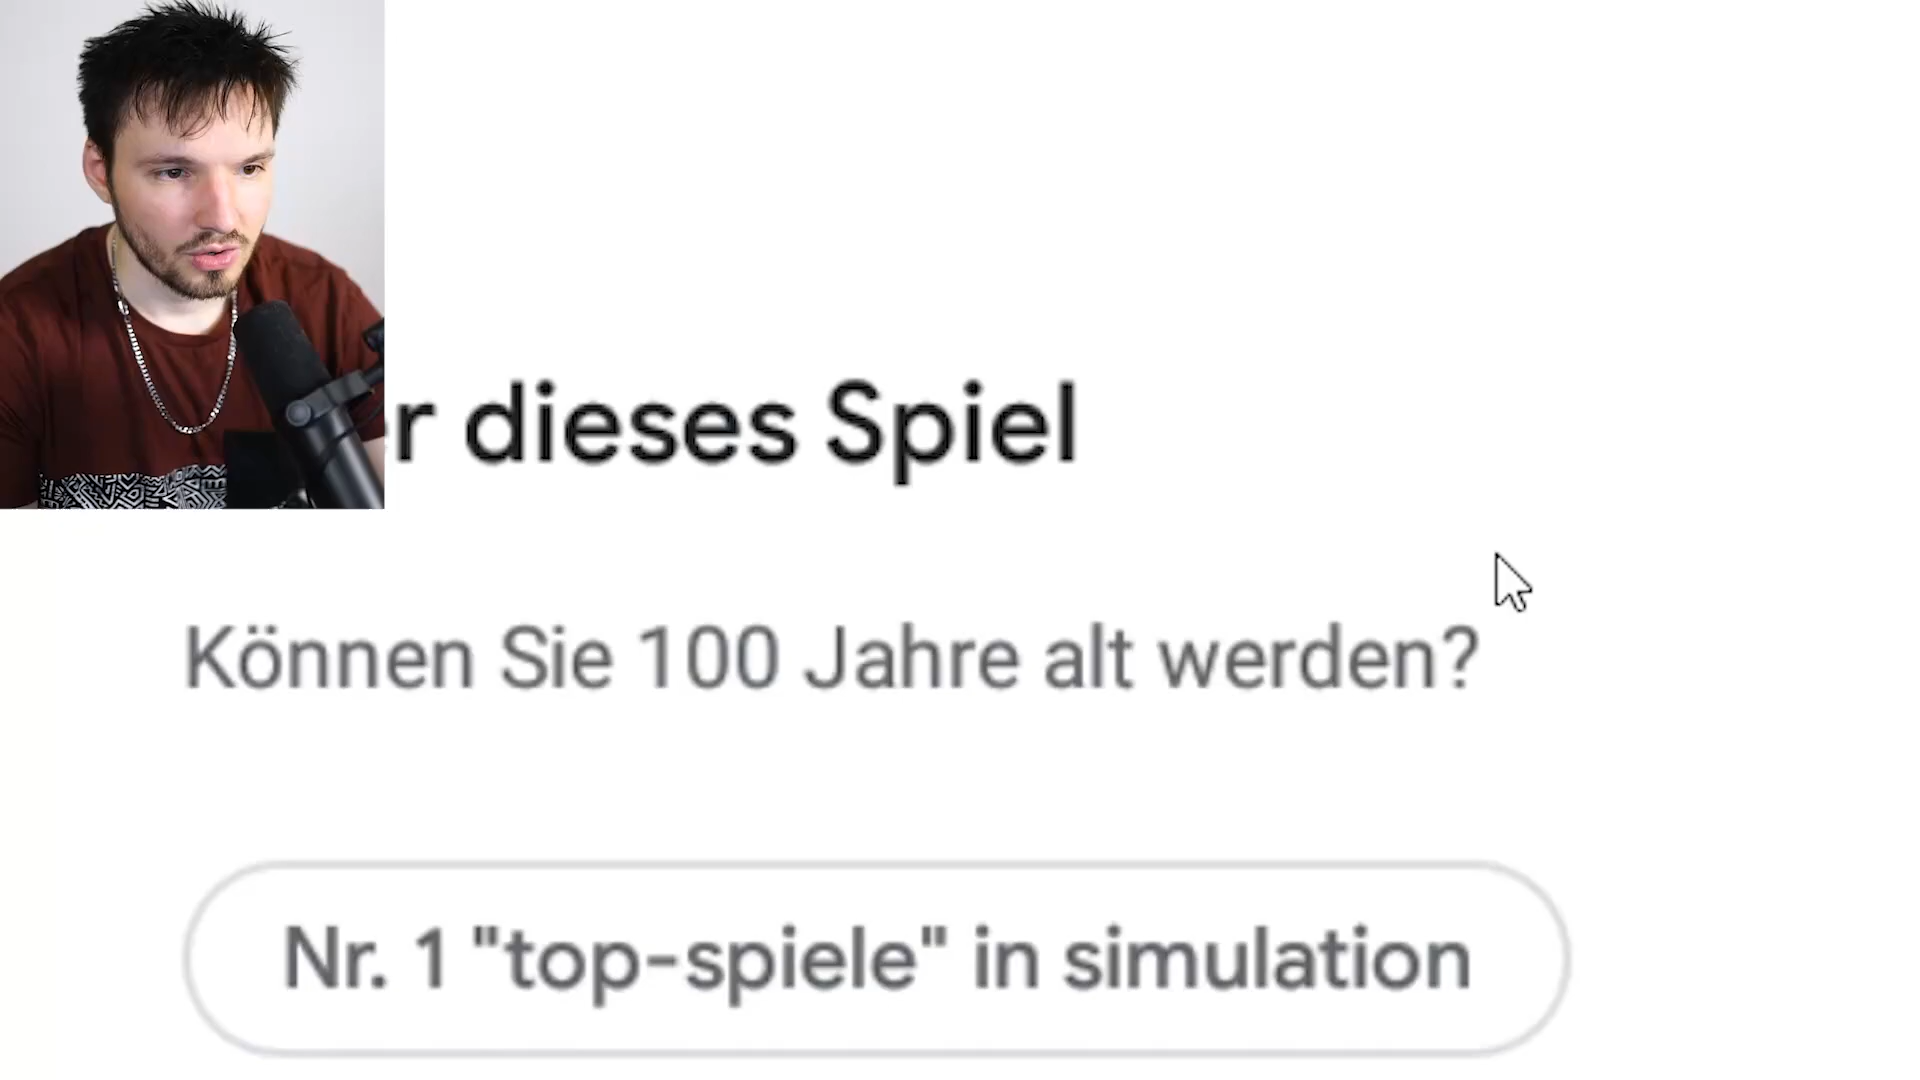 r dieses Spiel
Können Sie 100 Jahre alt werden?
Nr. 1 "top-spiele" in simulation